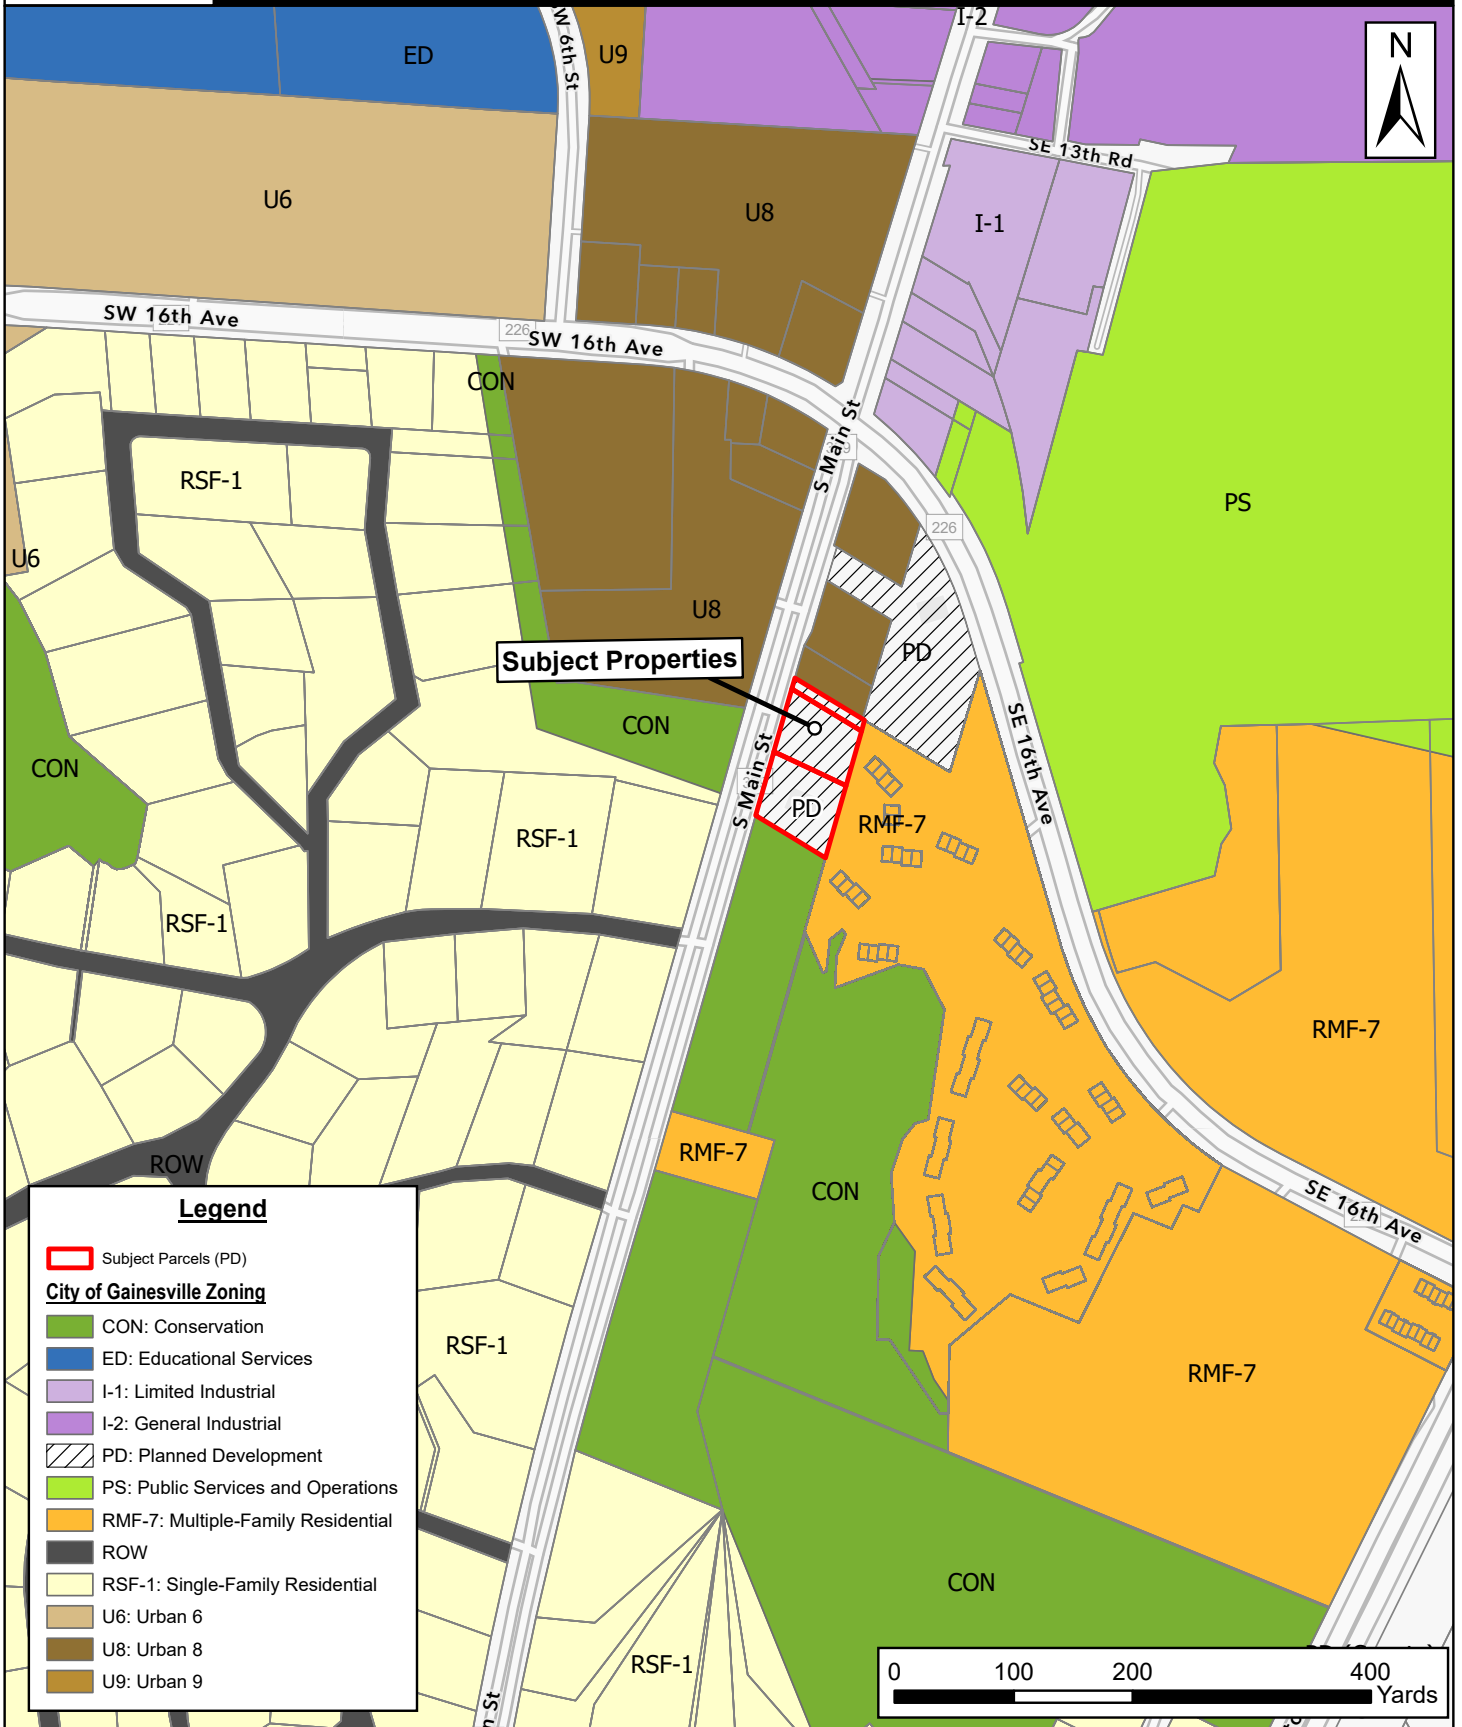 I-2
N
ED
SW 6th St
U9
SE 13th Rd
U6
U8
I-1
SW 16th Ave
226
SW 16th Ave
CON
S Main St
RSF-1
PS
226
U6
U8
PD
Subject Properties
CON
SE 16th Ave
CON
S Main St
PD
RMF-7
RSF-1
RSF-1
RMF-7
RMF-7
ROW
CON
SE 16th Ave
RSF-1
RMF-7
CON
RSF-1
Legend
Subject Parcels (PD)
City of Gainesville Zoning
CON: Conservation
ED: Educational Services
I-1: Limited Industrial
I-2: General Industrial
PD: Planned Development
PS: Public Services and Operations
RMF-7: Multiple-Family Residential
ROW
RSF-1: Single-Family Residential
U6: Urban 6
U8: Urban 8
U9: Urban 9
0 100 200 400
Yards